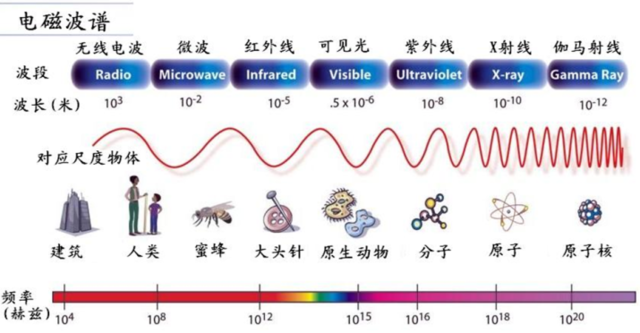 电磁波谱
无线电波 微波 红外线 可见光 紫外线 X射线 伽马射线
波段 Radio Microwave Infrared Visible Ultraviolet X-ray Gamma Ray
波长(米) 10³ 10⁻² 10⁻⁵ .5 x 10⁻⁶ 10⁻⁸ 10⁻¹⁰ 10⁻¹²
对应尺度物体
建筑 人类 蜜蜂 大头针 原生动物 分子 原子 原子核
频率
(赫兹) 10⁴ 10⁸ 10¹² 10¹⁵ 10¹⁶ 10¹⁸ 10²⁰